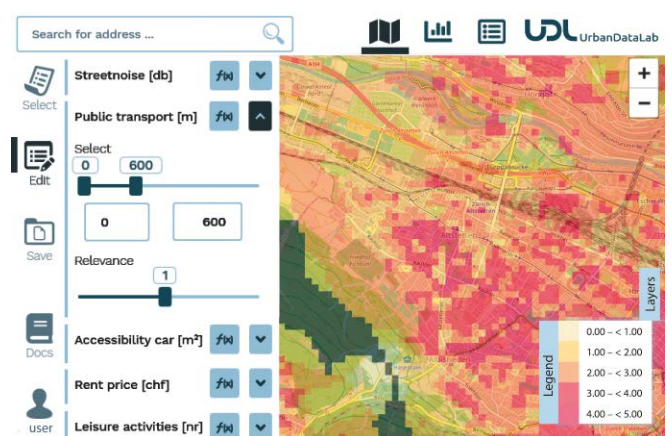 Search for address ...
UDL UrbanDataLab
Select
Edit
Save
Docs
user
Streetnoise [db]
f(x)
Public transport [m]
f(x)
Select
0
600
0
600
Relevance
1
Accessibility car [m²]
f(x)
Rent price [chf]
f(x)
Leisure activities [nr]
f(x)
+
−
Layers
Legend
0.00 – < 1.00
1.00 – < 2.00
2.00 – < 3.00
3.00 – < 4.00
4.00 – < 5.00